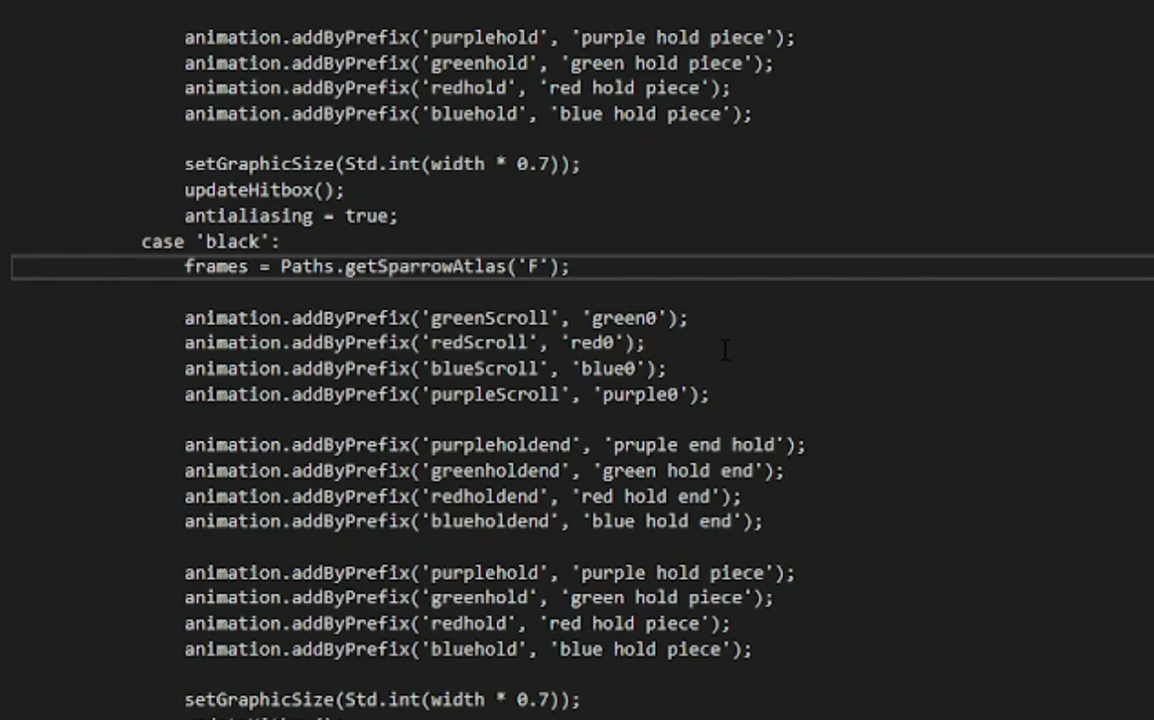 animation.addByPrefix('purplehold', 'purple hold piece');
animation.addByPrefix('greenhold', 'green hold piece');
animation.addByPrefix('redhold', 'red hold piece');
animation.addByPrefix('bluehold', 'blue hold piece');
setGraphicSize(Std.int(width * 0.7));
updateHitbox();
antialiasing = true;
case 'black':
frames = Paths.getSparrowAtlas('F');
animation.addByPrefix('greenScroll', 'green0');
animation.addByPrefix('redScroll', 'red0');
animation.addByPrefix('blueScroll', 'blue0');
animation.addByPrefix('purpleScroll', 'purple0');
animation.addByPrefix('purpleholdend', 'pruple end hold');
animation.addByPrefix('greenholdend', 'green hold end');
animation.addByPrefix('redholdend', 'red hold end');
animation.addByPrefix('blueholdend', 'blue hold end');
animation.addByPrefix('purplehold', 'purple hold piece');
animation.addByPrefix('greenhold', 'green hold piece');
animation.addByPrefix('redhold', 'red hold piece');
animation.addByPrefix('bluehold', 'blue hold piece');
setGraphicSize(Std.int(width * 0.7));